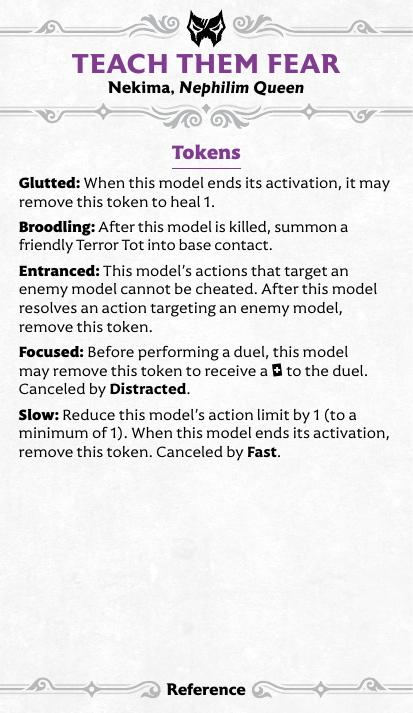 TEACH THEM FEAR
Nekima, Nephilim Queen
Tokens
Glutted: When this model ends its activation, it may
remove this token to heal 1.
Broodling: After this model is killed, summon a
friendly Terror Tot into base contact.
Entranced: This model's actions that target an
enemy model cannot be cheated. After this model
resolves an action targeting an enemy model,
remove this token.
Focused: Before performing a duel, this model
may remove this token to receive a + to the duel.
Canceled by Distracted.
Slow: Reduce this model's action limit by 1 (to a
minimum of 1). When this model ends its activation,
remove this token. Canceled by Fast.
Reference